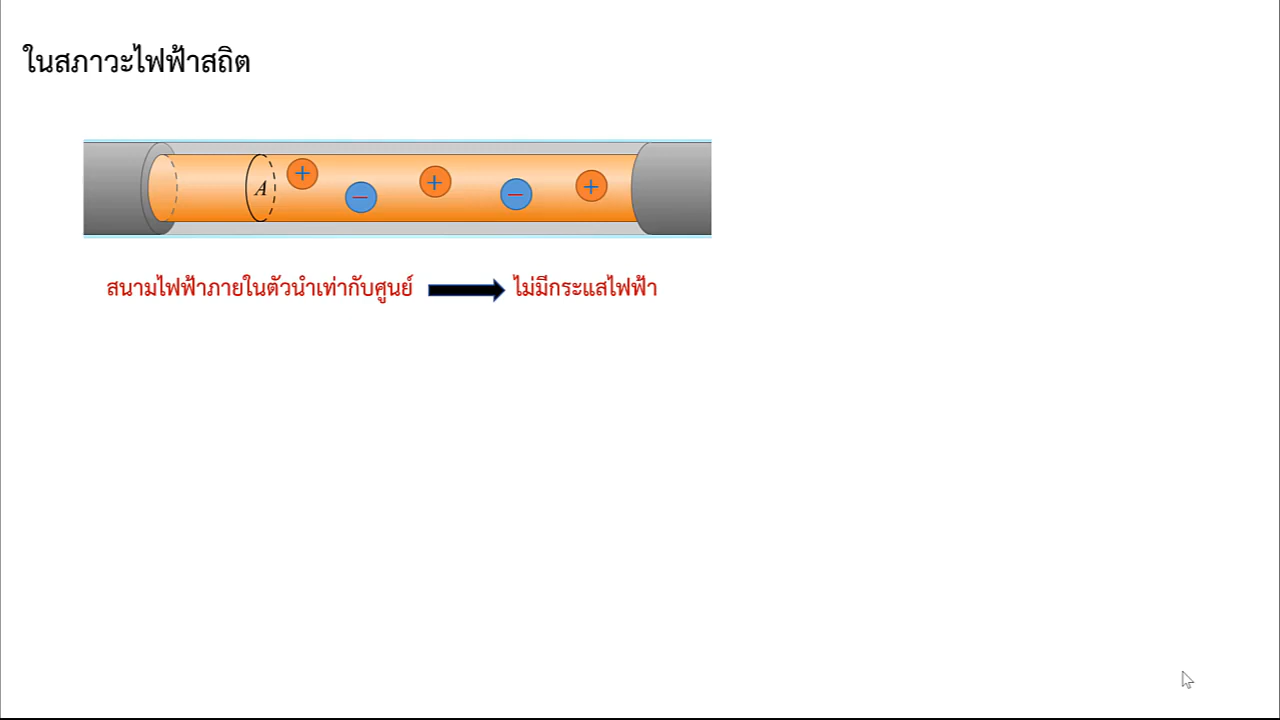 ในสภาวะไฟฟ้าสถิต
A + − + − +
สนามไฟฟ้าภายในตัวนำเท่ากับศูนย์ ไม่มีกระแสไฟฟ้า